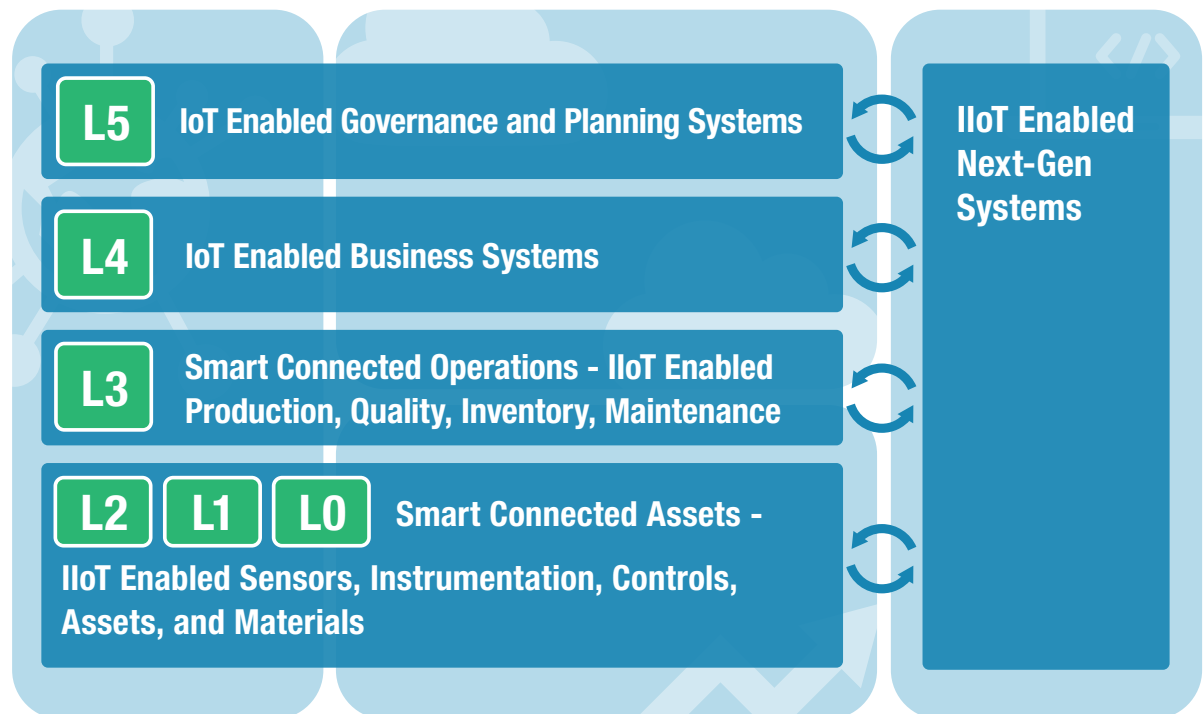 L5 IoT Enabled Governance and Planning Systems
L4 IoT Enabled Business Systems
L3 Smart Connected Operations - IIoT Enabled
Production, Quality, Inventory, Maintenance
L2 L1 L0 Smart Connected Assets -
IIoT Enabled Sensors, Instrumentation, Controls,
Assets, and Materials
IIoT Enabled
Next-Gen
Systems